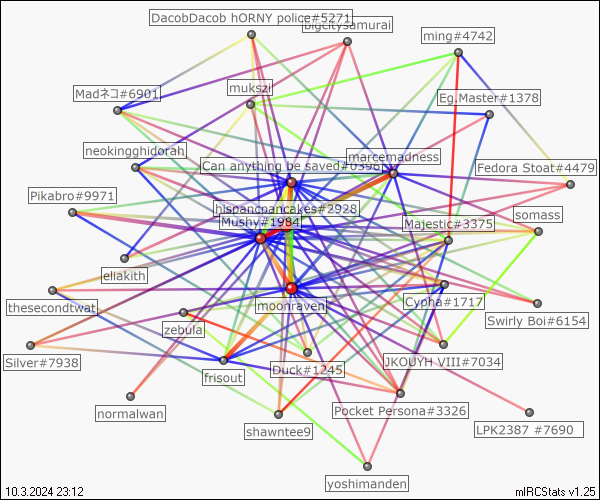 DacobDacob hORNY police#5271
bigcitysamurai
ming#4742
mukszi
Madネコ#6901
Eg.Master#1378
neokingghidorah
marcemadness
Can anything be saved#0396
Fedora Stoat#4479
Pikabro#9971
hispancpancakes#2928
somass
Mushy#1984
Majestic#3375
eliakith
thesecondtwat
moonraven
Cypha#1717
Swirly Boi#6154
zebula
Silver#7938
frisout
Duck#1245
JKOUYH VIII#7034
normalwan
Pocket Persona#3326
shawntee9
LPK2387 #7690
yoshimanden
10.3.2024 23:12
mIRCStats v1.25